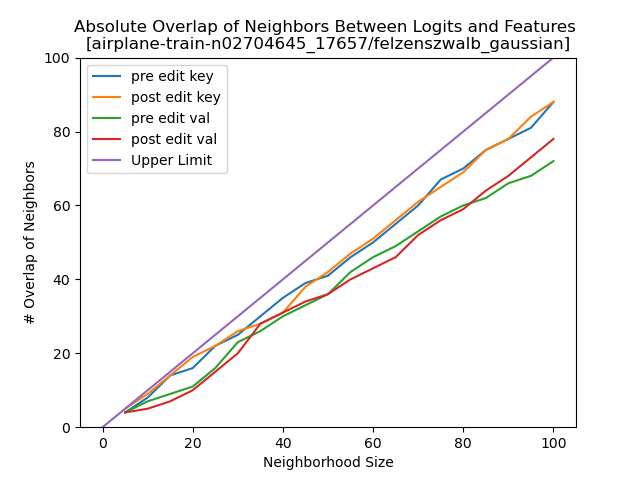 Absolute Overlap of Neighbors Between Logits and Features
[airplane-train-n02704645_17657/felzenszwalb_gaussian]
pre edit key
post edit key
pre edit val
post edit val
Upper Limit
# Overlap of Neighbors
100
80
60
40
20
0
0 20 40 60 80 100
Neighborhood Size